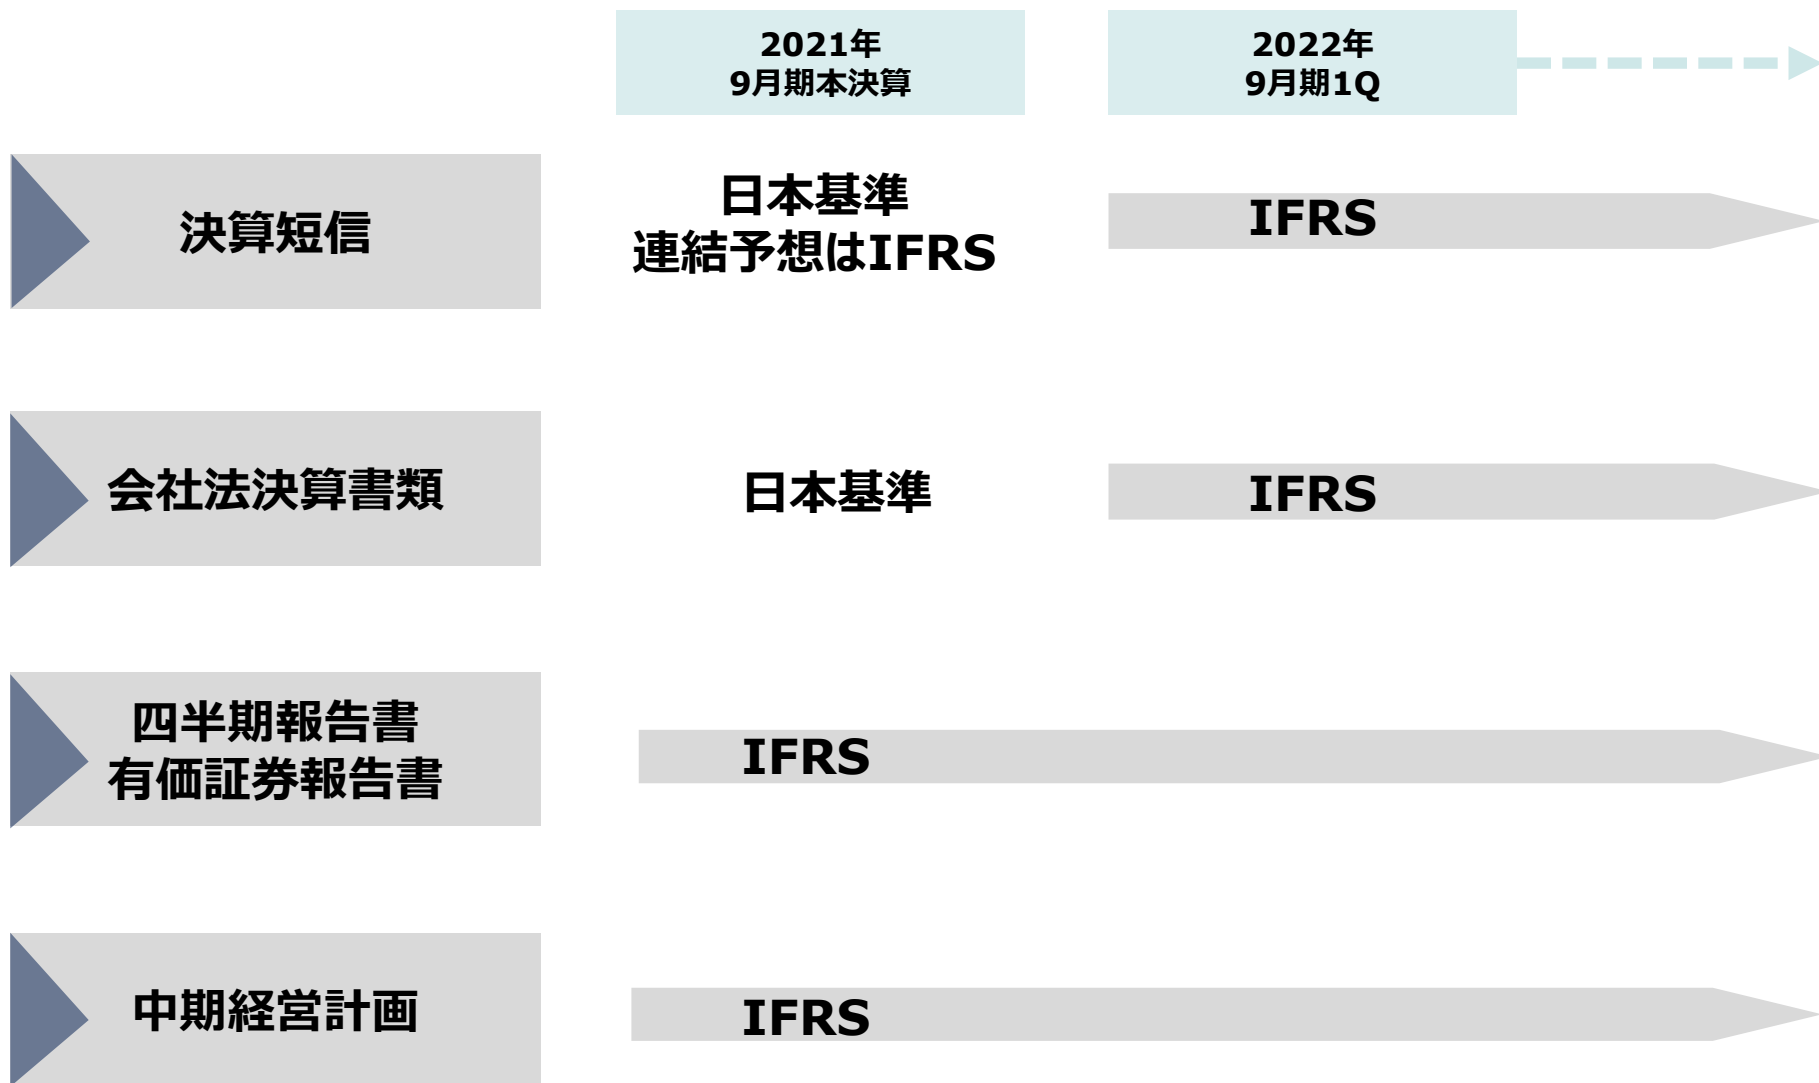 2021年
9月期本決算
2022年
9月期1Q
決算短信
日本基準
連結予想はIFRS
IFRS
会社法決算書類
日本基準
IFRS
四半期報告書
有価証券報告書
IFRS
中期経営計画
IFRS